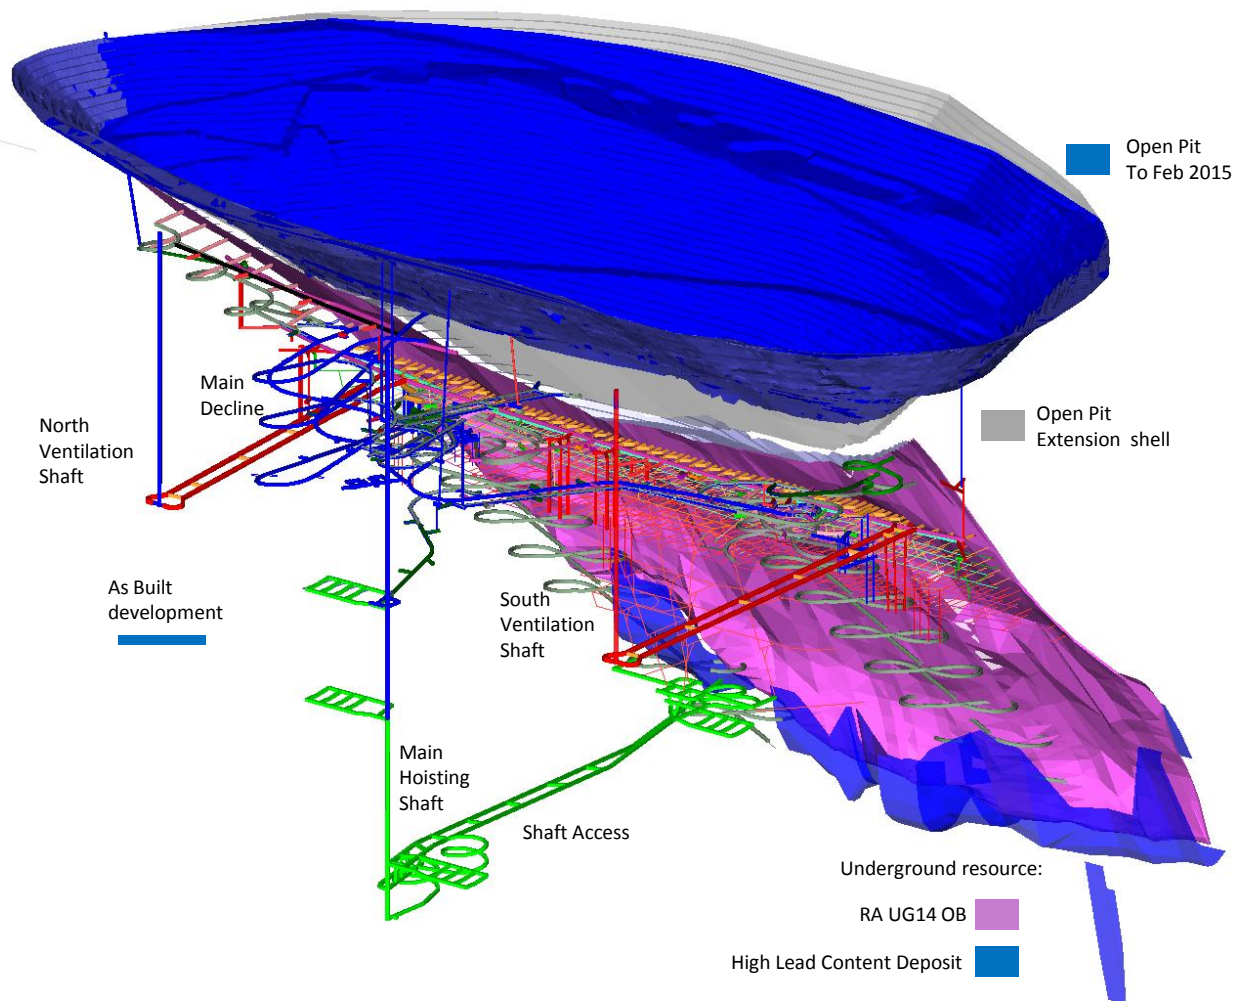 Open Pit
To Feb 2015
Main
Decline
North
Ventilation
Shaft
Open Pit
Extension shell
As Built
development
South
Ventilation
Shaft
Main
Hoisting
Shaft
Shaft Access
Underground resource:
RA UG14 OB
High Lead Content Deposit